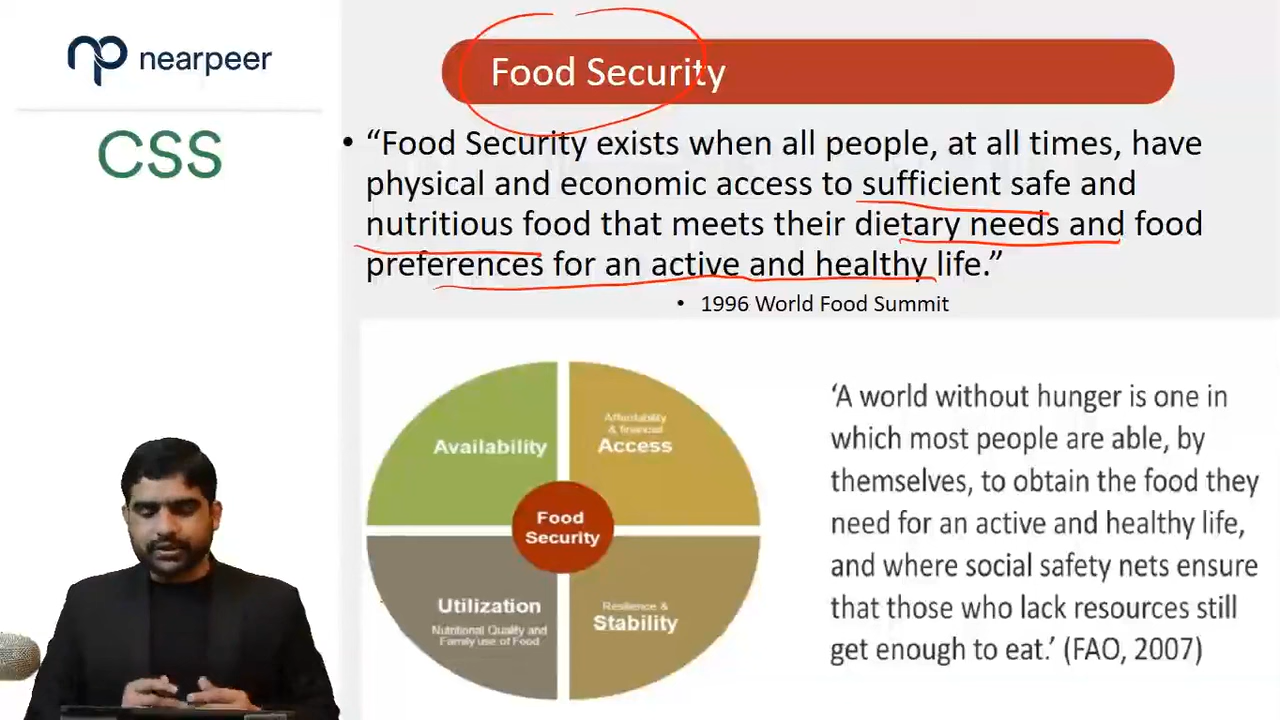 nearpeer
CSS
Food Security
• “Food Security exists when all people, at all times, have
physical and economic access to sufficient safe and
nutritious food that meets their dietary needs and food
preferences for an active and healthy life.”
• 1996 World Food Summit
Availability
Affordability
& financial
Access
Food
Security
Utilization
Nutritional Quality and
Family use of Food
Resilience &
Stability
‘A world without hunger is one in
which most people are able, by
themselves, to obtain the food they
need for an active and healthy life,
and where social safety nets ensure
that those who lack resources still
get enough to eat.’ (FAO, 2007)